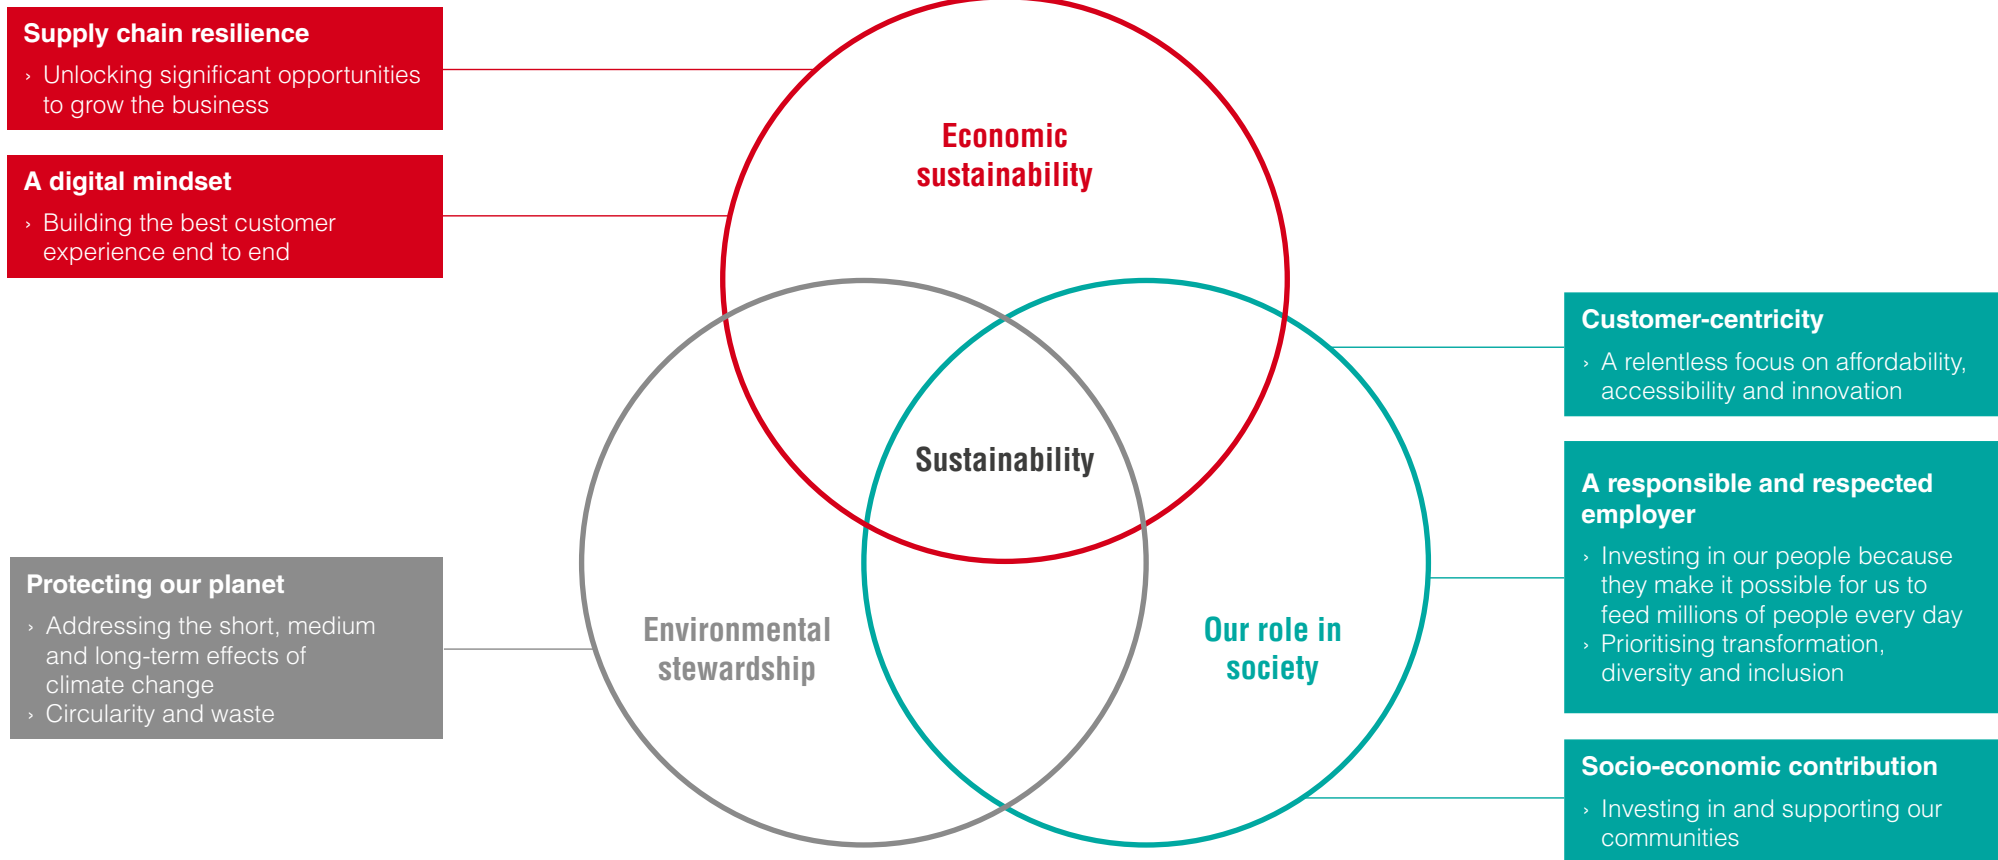 Supply chain resilience
› Unlocking significant opportunities
to grow the business
A digital mindset
› Building the best customer
experience end to end
Protecting our planet
› Addressing the short, medium
and long-term effects of
climate change
› Circularity and waste
Economic
sustainability
Sustainability
Environmental
stewardship
Our role in
society
Customer-centricity
› A relentless focus on affordability,
accessibility and innovation
A responsible and respected
employer
› Investing in our people because
they make it possible for us to
feed millions of people every day
› Prioritising transformation,
diversity and inclusion
Socio-economic contribution
› Investing in and supporting our
communities